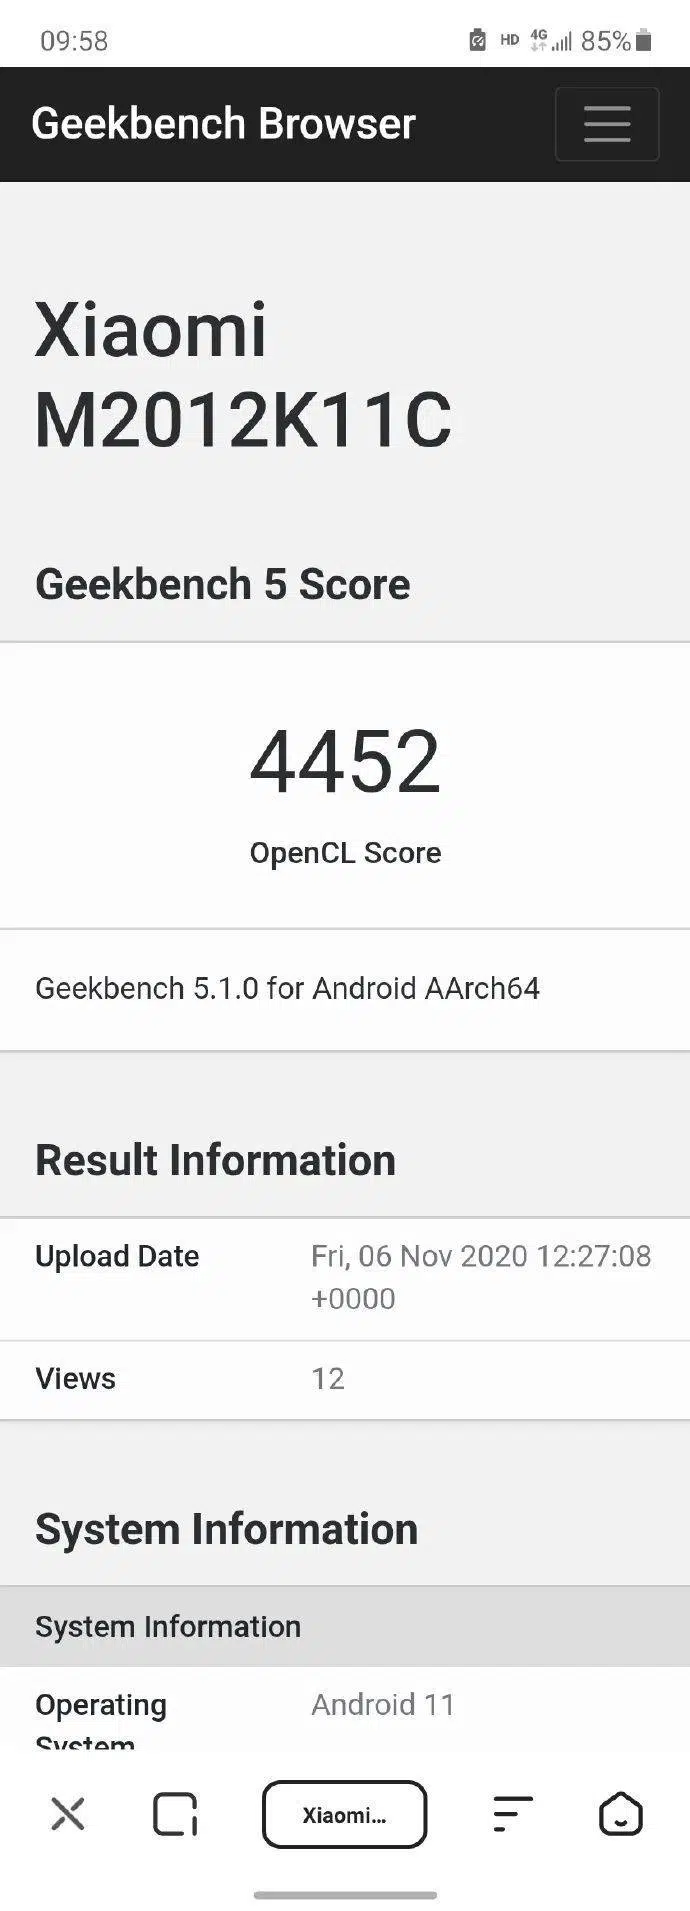 09:58
HD 4G 85%
Geekbench Browser
Xiaomi
M2012K11C
Geekbench 5 Score
4452
OpenCL Score
Geekbench 5.1.0 for Android AArch64
Result Information
Upload Date Fri, 06 Nov 2020 12:27:08
+0000
Views 12
System Information
System Information
Operating Android 11
System
Xiaomi...